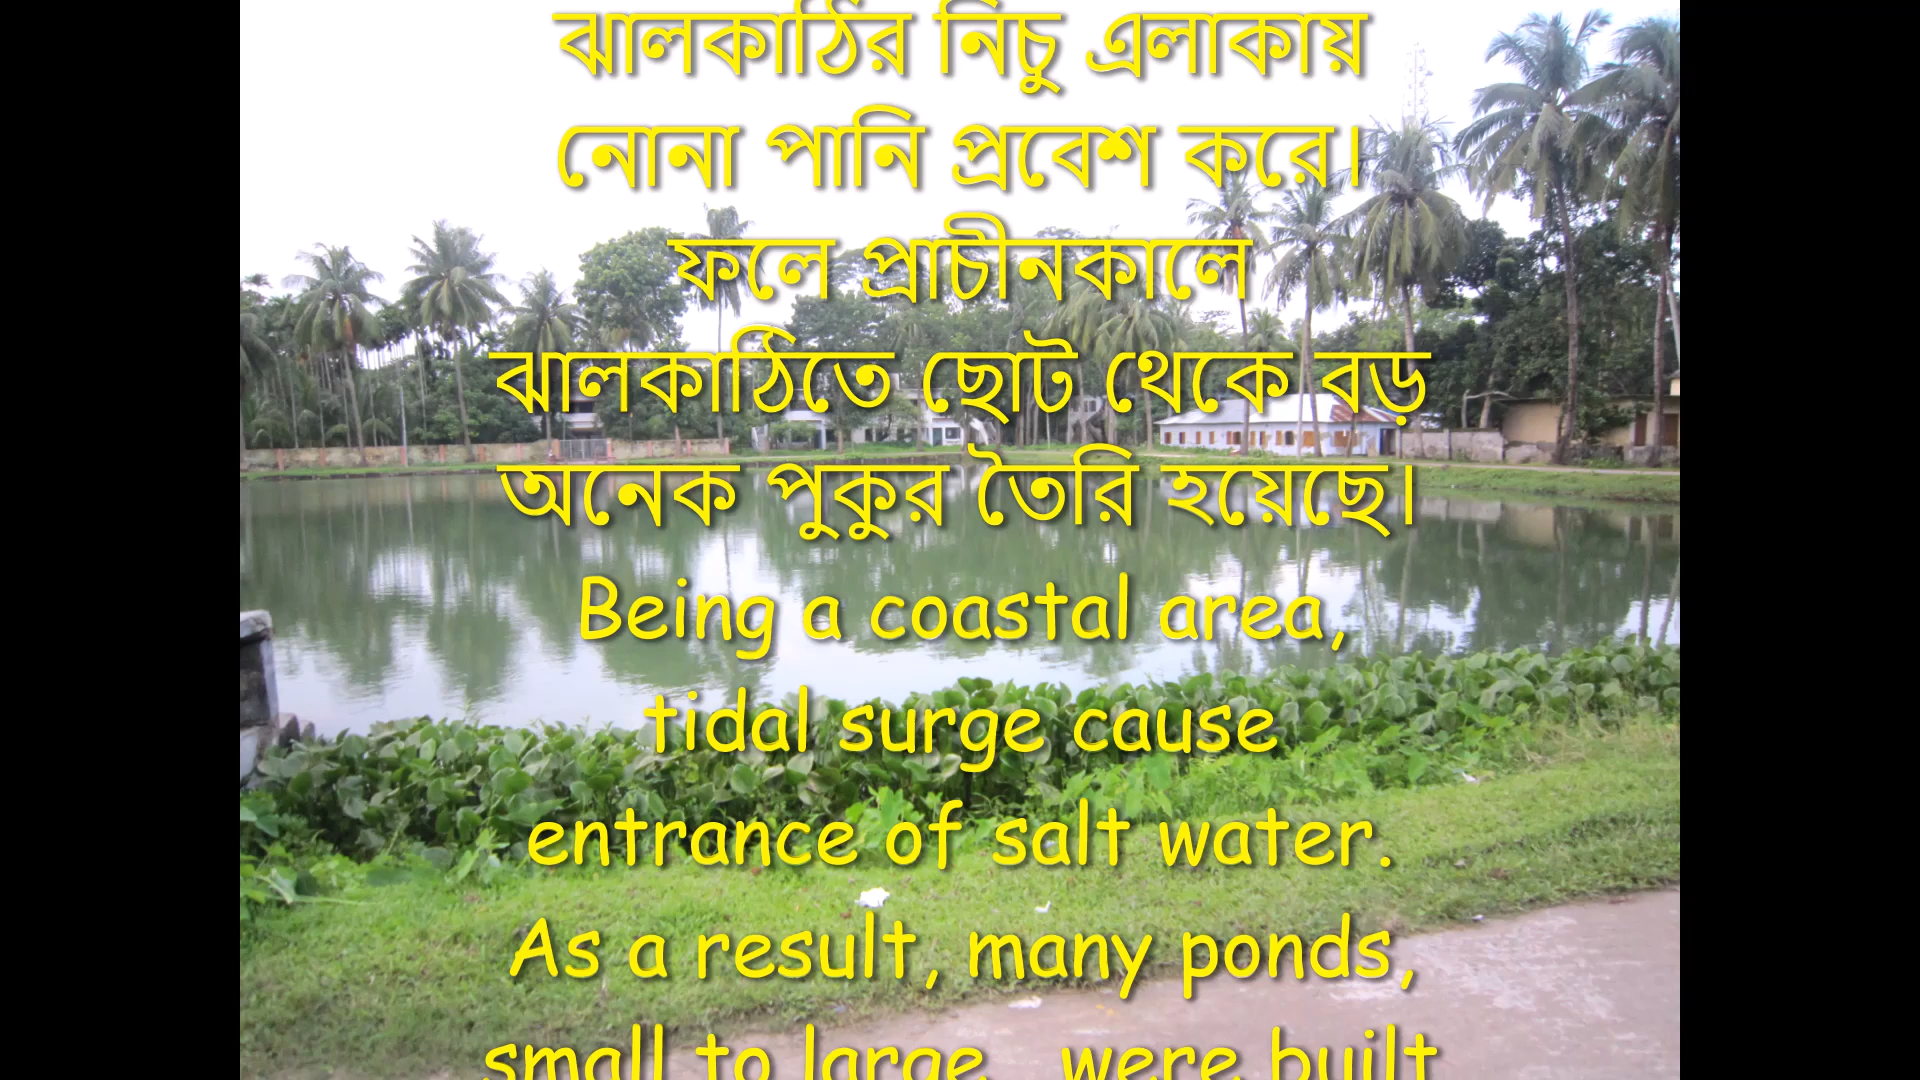 ঝালকাঠির নিচু এলাকায়
নোনা পানি প্রবেশ করে।
ফলে প্রাচীনকালে
ঝালকাঠিতে ছোট থেকে বড়
অনেক পুকুর তৈরি হয়েছে।
Being a coastal area,
tidal surge cause
entrance of salt water.
As a result, many ponds,
small to large, were built